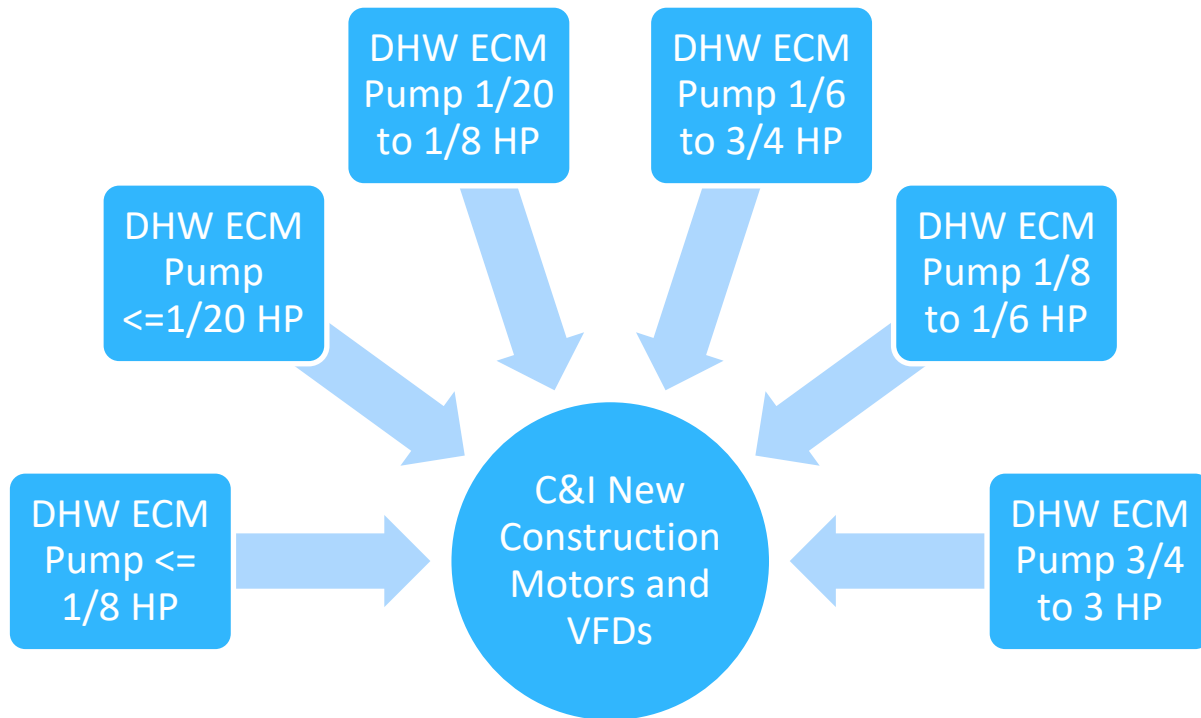 DHW ECM
Pump <=
1/8 HP
DHW ECM
Pump
<=1/20 HP
DHW ECM
Pump 1/20
to 1/8 HP
DHW ECM
Pump 1/6
to 3/4 HP
DHW ECM
Pump 1/8
to 1/6 HP
DHW ECM
Pump 3/4
to 3 HP
C&I New
Construction
Motors and
VFDs